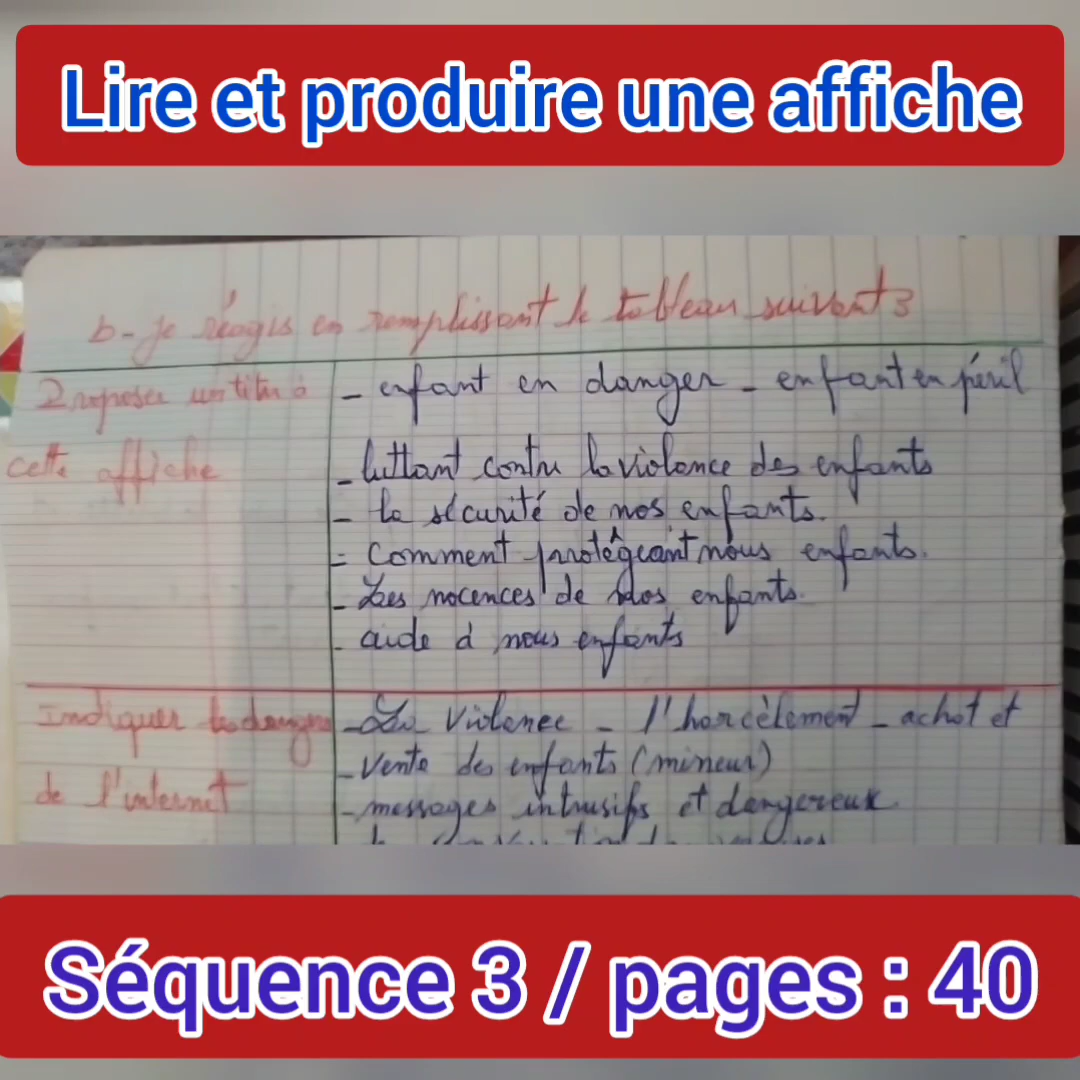 Lire et produire une affiche
b- je réagis en remplissant le tableau suivant :
Proposer un titre à
- enfant en danger - enfant en péril
cette affiche
- luttant contre la violence des enfants
- la sécurité de nos enfants.
- comment protégeant nous enfants.
- Les nocences de nos enfants.
- aide à nous enfants
Indiquer les dangers
- La violence - l'harcèlement - achat et
- vente des enfants (mineur)
de l'internet
- messages intrusifs et dangereux.
Séquence 3 / pages : 40